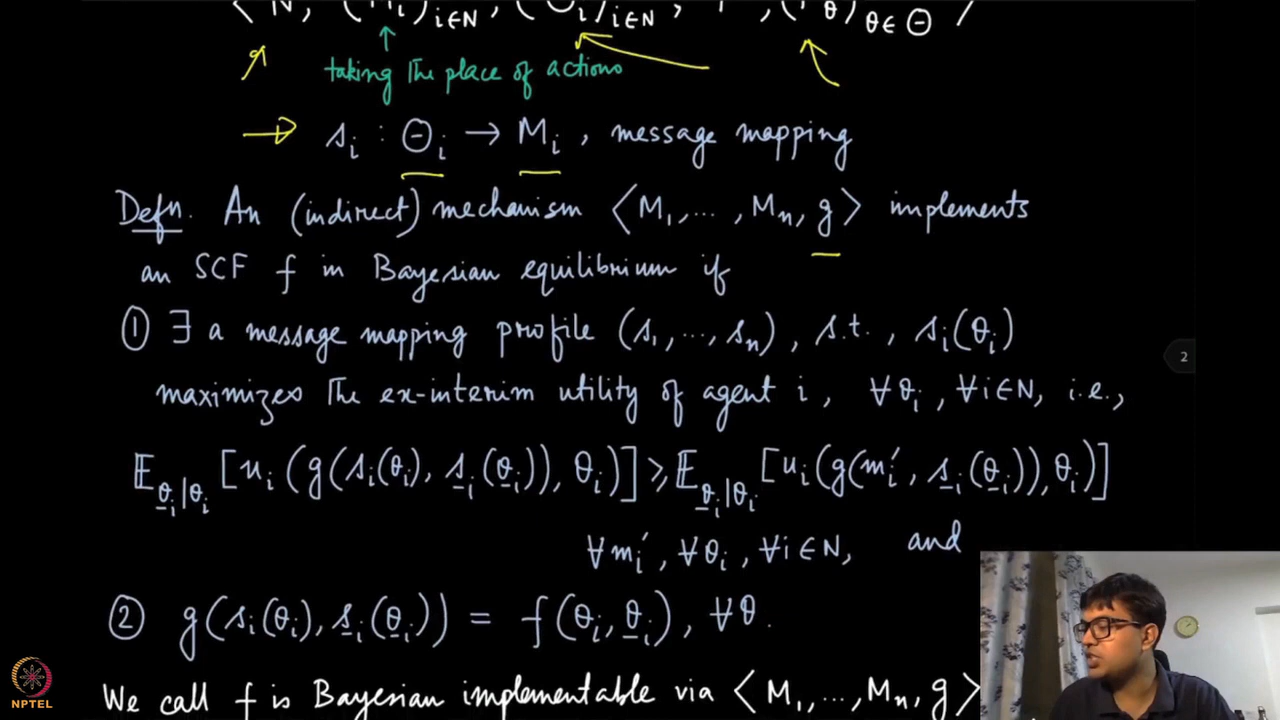 ⟨N, (M_i)_{i∈N}, (Θ_i)_{i∈N}, P, (Γ_θ)_{θ∈Θ}⟩
taking the place of actions
s_i : Θ_i → M_i , message mapping
Defn. An (indirect) mechanism ⟨M_1, ..., M_n, g⟩ implements
an SCF f in Bayesian equilibrium if
① ∃ a message mapping profile (s_1, ..., s_n), s.t., s_i(θ_i)
maximizes the ex-interim utility of agent i, ∀θ_i, ∀i∈N, i.e.,
E_{θ_{-i}|θ_i} [u_i(g(s_i(θ_i), s_{-i}(θ_{-i})), θ_i)] ⩾ E_{θ_{-i}|θ_i} [u_i(g(m_i', s_{-i}(θ_{-i})), θ_i)]
∀m_i', ∀θ_i, ∀i∈N, and
② g(s_i(θ_i), s_{-i}(θ_{-i})) = f(θ_i, θ_{-i}), ∀θ.
We call f is Bayesian implementable via ⟨M_1, ..., M_n, g⟩
2
NPTEL